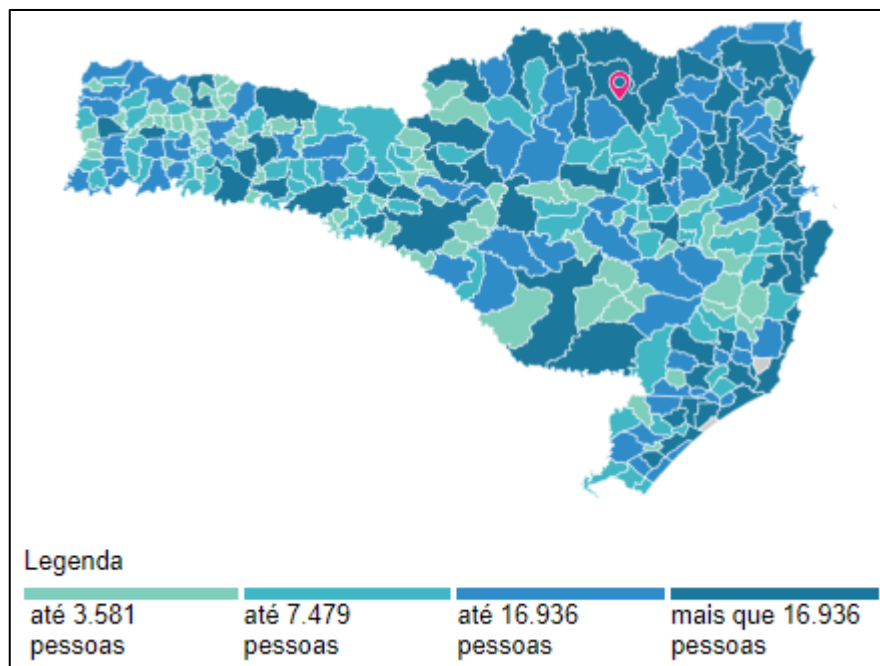 Legenda
até 3.581 até 7.479 até 16.936 mais que 16.936
pessoas pessoas pessoas pessoas